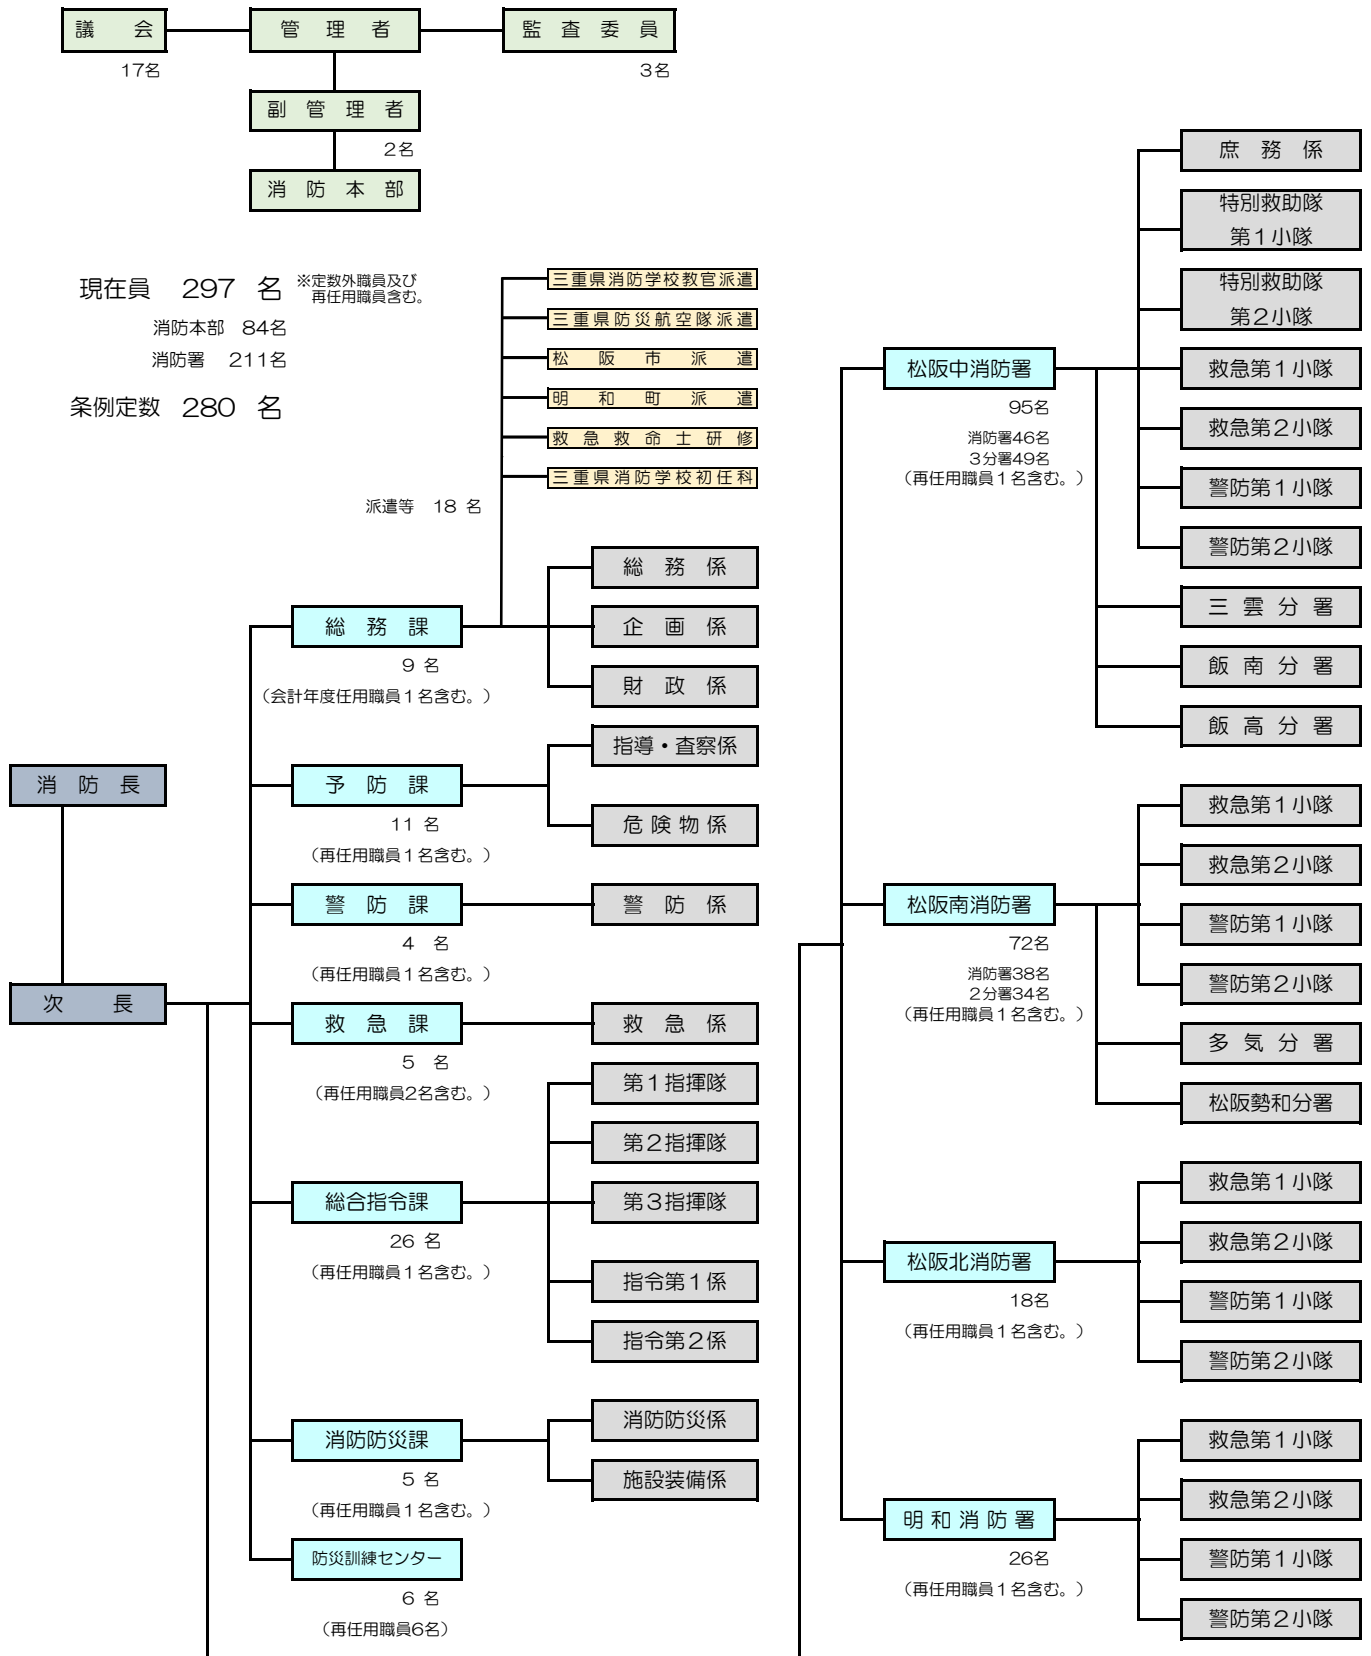 議 会
管 理 者
監 査 委 員
17名
3名
副 管 理 者
2名
消 防 本 部
現在員 297 名
※定数外職員及び
再任用職員含む。
消防本部 84名
消防署 211名
条例定数 280 名
三重県消防学校教官派遣
三重県防災航空隊派遣
松 阪 市 派 遣
明 和 町 派 遣
救 急 救 命 士 研 修
三重県消防学校初任科
派遣等 18 名
消 防 長
次 長
総 務 課
9 名
(会計年度任用職員1名含む。)
総 務 係
企 画 係
財 政 係
予 防 課
11 名
(再任用職員1名含む。)
指導・査察係
危 険 物 係
警 防 課
4 名
(再任用職員1名含む。)
警 防 係
救 急 課
5 名
(再任用職員2名含む。)
救 急 係
総合指令課
26 名
(再任用職員1名含む。)
第1指揮隊
第2指揮隊
第3指揮隊
指令第1係
指令第2係
消防防災課
5 名
(再任用職員1名含む。)
消防防災係
施設装備係
防災訓練センター
6 名
(再任用職員6名)
松阪中消防署
95名
消防署46名
3分署49名
(再任用職員1名含む。)
庶 務 係
特別救助隊
第1小隊
特別救助隊
第2小隊
救急第1小隊
救急第2小隊
警防第1小隊
警防第2小隊
三 雲 分 署
飯 南 分 署
飯 高 分 署
松阪南消防署
72名
消防署38名
2分署34名
(再任用職員1名含む。)
救急第1小隊
救急第2小隊
警防第1小隊
警防第2小隊
多 気 分 署
松阪勢和分署
松阪北消防署
18名
(再任用職員1名含む。)
救急第1小隊
救急第2小隊
警防第1小隊
警防第2小隊
明 和 消 防 署
26名
(再任用職員1名含む。)
救急第1小隊
救急第2小隊
警防第1小隊
警防第2小隊